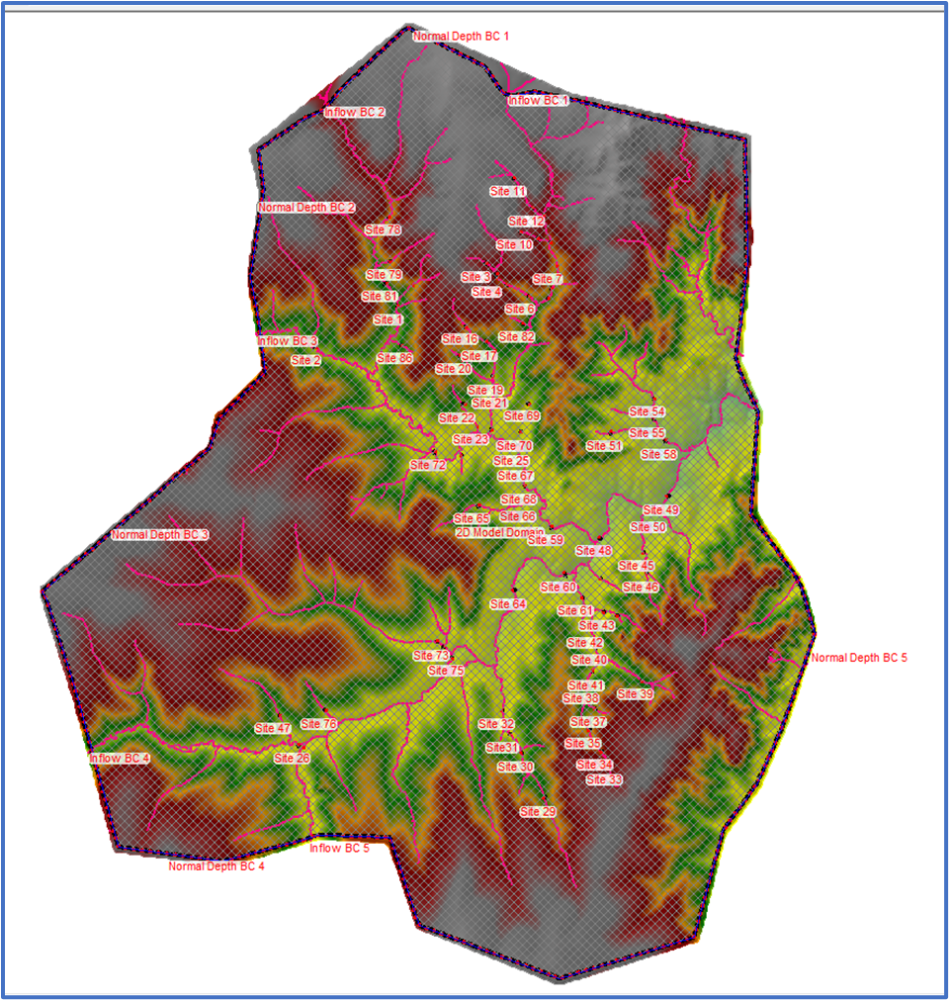 Normal Depth BC 1
Inflow BC 1
Inflow BC 2
Site 11
Normal Depth BC 2
Site 12
Site 78
Site 10
Site 79
Site 3
Site 7
Site 4
Site 81
Site 6
Site 1
Site 82
Inflow BC 3
Site 16
Site 2
Site 86
Site 17
Site 20
Site 19
Site 21
Site 54
Site 22
Site 69
Site 55
Site 23
Site 70
Site 51
Site 58
Site 72
Site 25
Site 67
Site 68
Site 49
Site 65
Site 66
Site 50
Normal Depth BC 3
2D Model Domain
Site 59
Site 48
Site 45
Site 60
Site 46
Site 64
Site 61
Site 43
Site 42
Site 73
Site 40
Normal Depth BC 5
Site 75
Site 41
Site 39
Site 38
Site 47
Site 76
Site 32
Site 37
Site 35
Site31
Inflow BC 4
Site 26
Site 30
Site 34
Site 33
Site 29
Inflow BC 5
Normal Depth BC 4